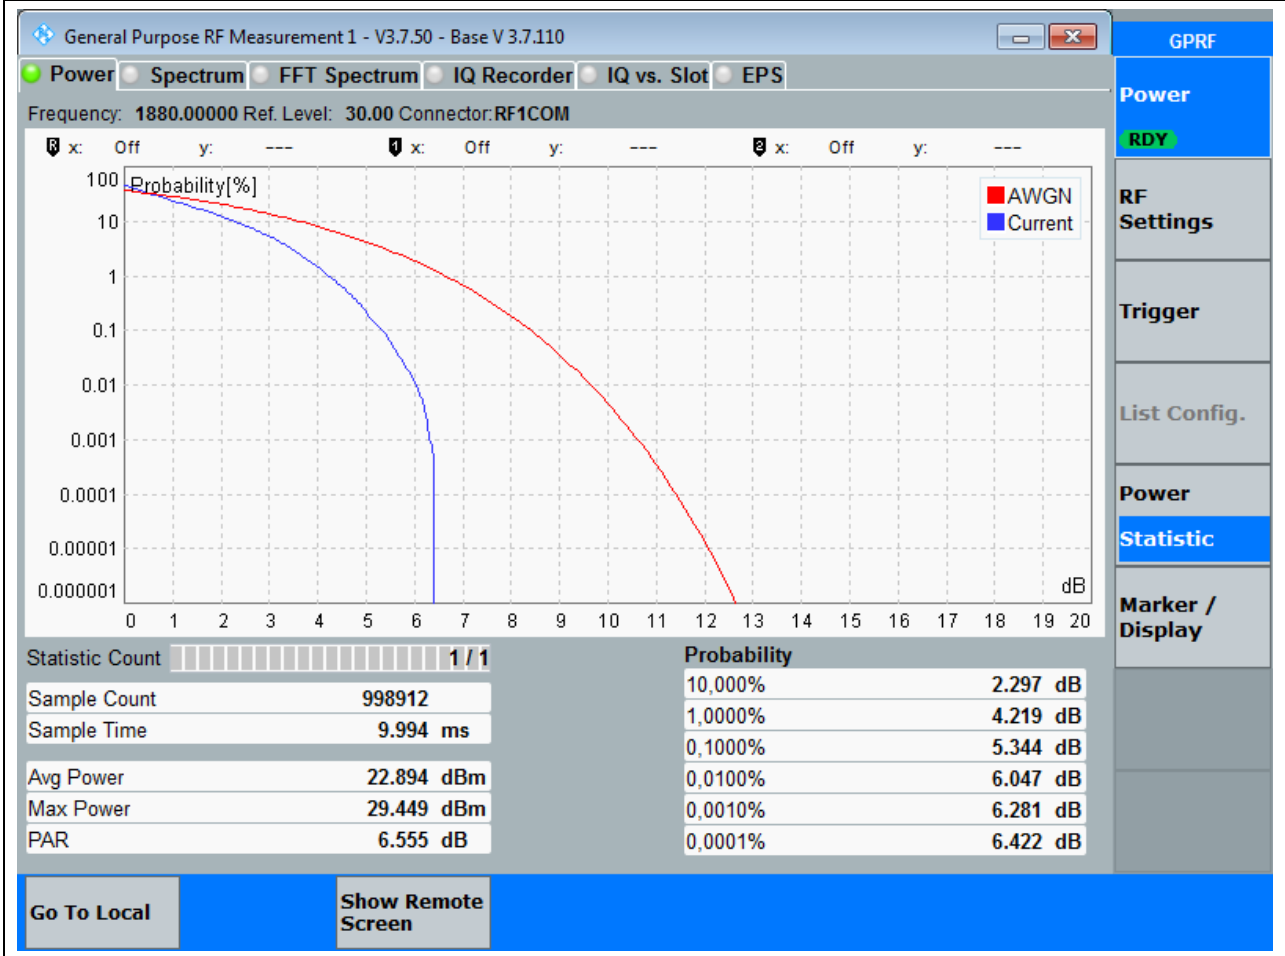 General Purpose RF Measurement 1 - V3.7.50 - Base V 3.7.110
GPRF
Power Spectrum FFT Spectrum IQ Recorder IQ vs. Slot EPS
Frequency: 1880.00000 Ref. Level: 30.00 Connector:RF1COM
R x: Off y: --- 1 x: Off y: --- 2 x: Off y: ---
Probability[%]
AWGN
Current
100
10
1
0.1
0.01
0.001
0.0001
0.00001
0.000001
dB
0 1 2 3 4 5 6 7 8 9 10 11 12 13 14 15 16 17 18 19 20
Statistic Count 1 / 1
Sample Count 998912
Sample Time 9.994 ms
Avg Power 22.894 dBm
Max Power 29.449 dBm
PAR 6.555 dB
Probability
10,000% 2.297 dB
1,0000% 4.219 dB
0,1000% 5.344 dB
0,0100% 6.047 dB
0,0010% 6.281 dB
0,0001% 6.422 dB
Power
RDY
RF
Settings
Trigger
List Config.
Power
Statistic
Marker /
Display
Go To Local
Show Remote
Screen